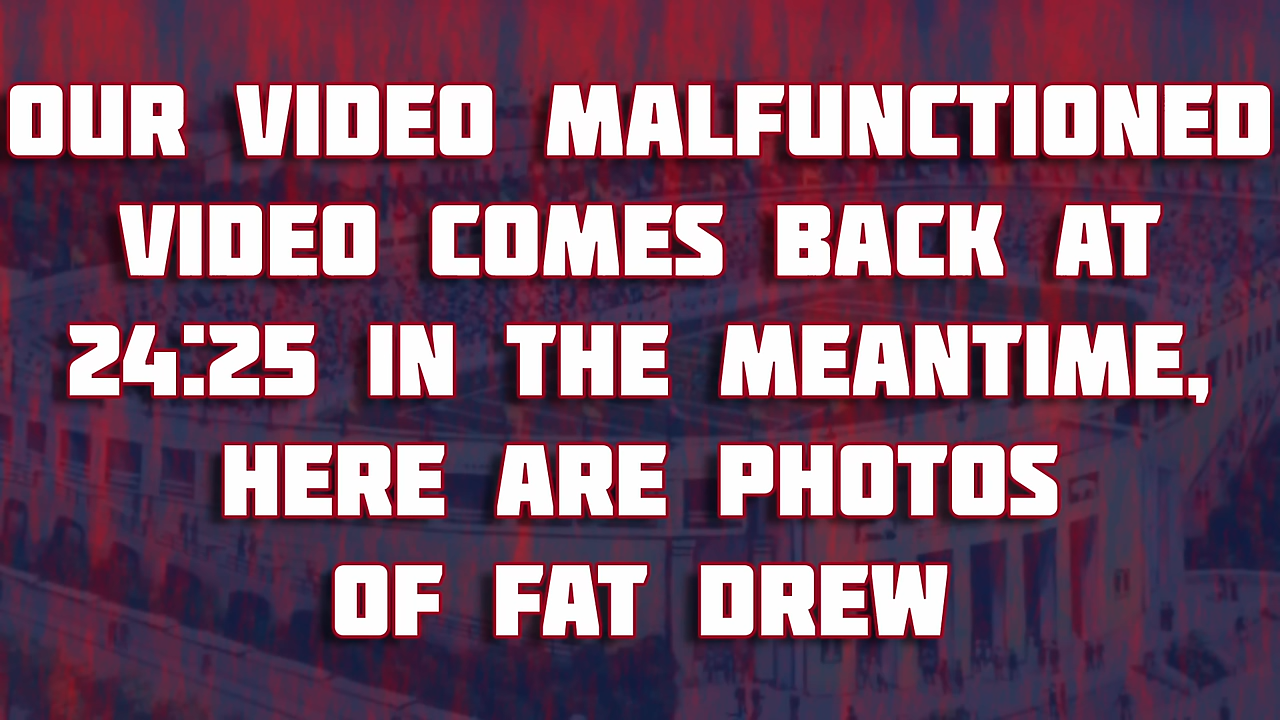 OUR VIDEO MALFUNCTIONED
VIDEO COMES BACK AT
24:25 IN THE MEANTIME,
HERE ARE PHOTOS
OF FAT DREW